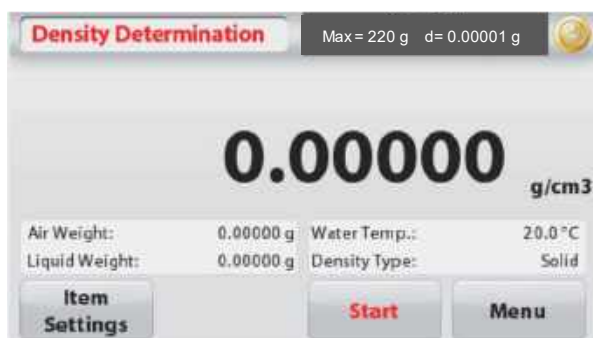 Density Determination Max= 220 g d= 0.00001 g
0.00000 g/cm3
Air Weight: 0.00000 g Water Temp.: 20.0°C
Liquid Weight: 0.00000 g Density Type: Solid
Item
Settings
Start
Menu